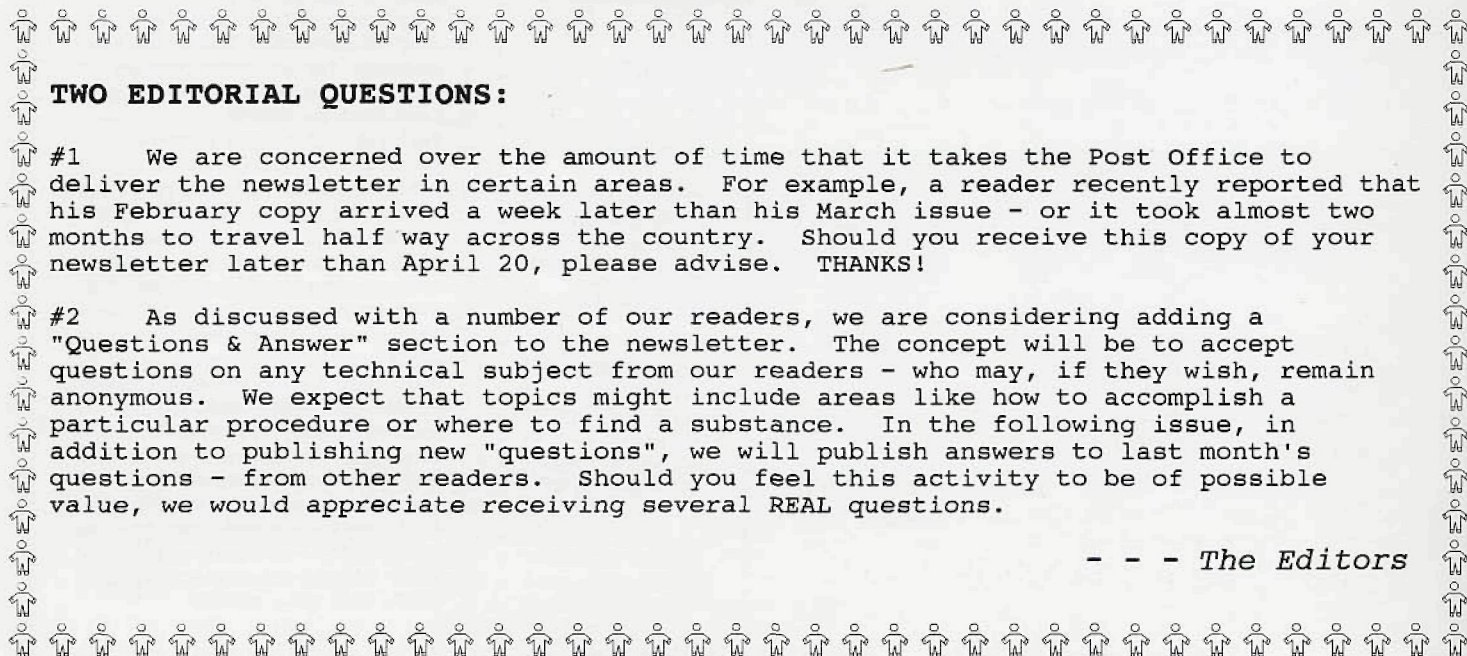 TWO EDITORIAL QUESTIONS:
#1 We are concerned over the amount of time that it takes the Post Office to
deliver the newsletter in certain areas. For example, a reader recently reported that
his February copy arrived a week later than his March issue - or it took almost two
months to travel half way across the country. Should you receive this copy of your
newsletter later than April 20, please advise. THANKS!
#2 As discussed with a number of our readers, we are considering adding a
"Questions & Answer" section to the newsletter. The concept will be to accept
questions on any technical subject from our readers - who may, if they wish, remain
anonymous. We expect that topics might include areas like how to accomplish a
particular procedure or where to find a substance. In the following issue, in
addition to publishing new "questions", we will publish answers to last month's
questions - from other readers. Should you feel this activity to be of possible
value, we would appreciate receiving several REAL questions.
- - - The Editors